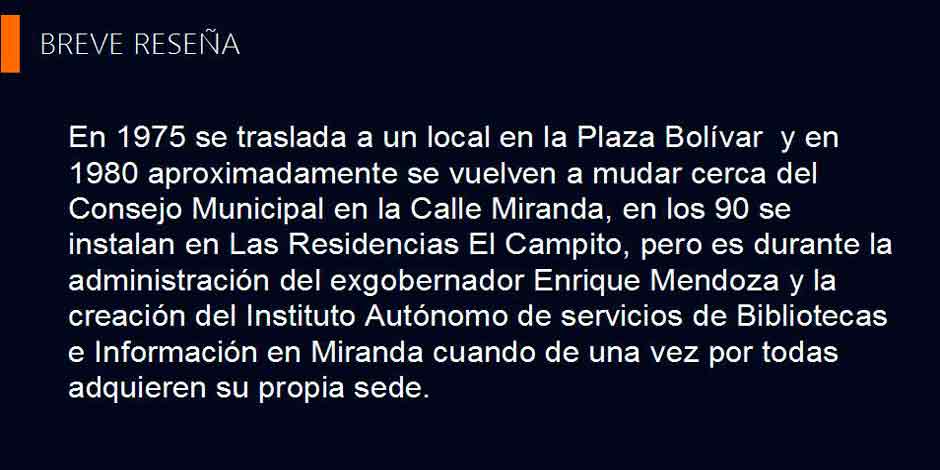 BREVE RESEÑA
En 1975 se traslada a un local en la Plaza Bolívar  y en
1980 aproximadamente se vuelven a mudar cerca del
Consejo Municipal en la Calle Miranda, en los 90 se
instalan en Las Residencias El Campito, pero es durante la
administración del exgobernador Enrique Mendoza y la
creación del Instituto Autónomo de servicios de Bibliotecas
e Información en Miranda cuando de una vez por todas
adquieren su propia sede.